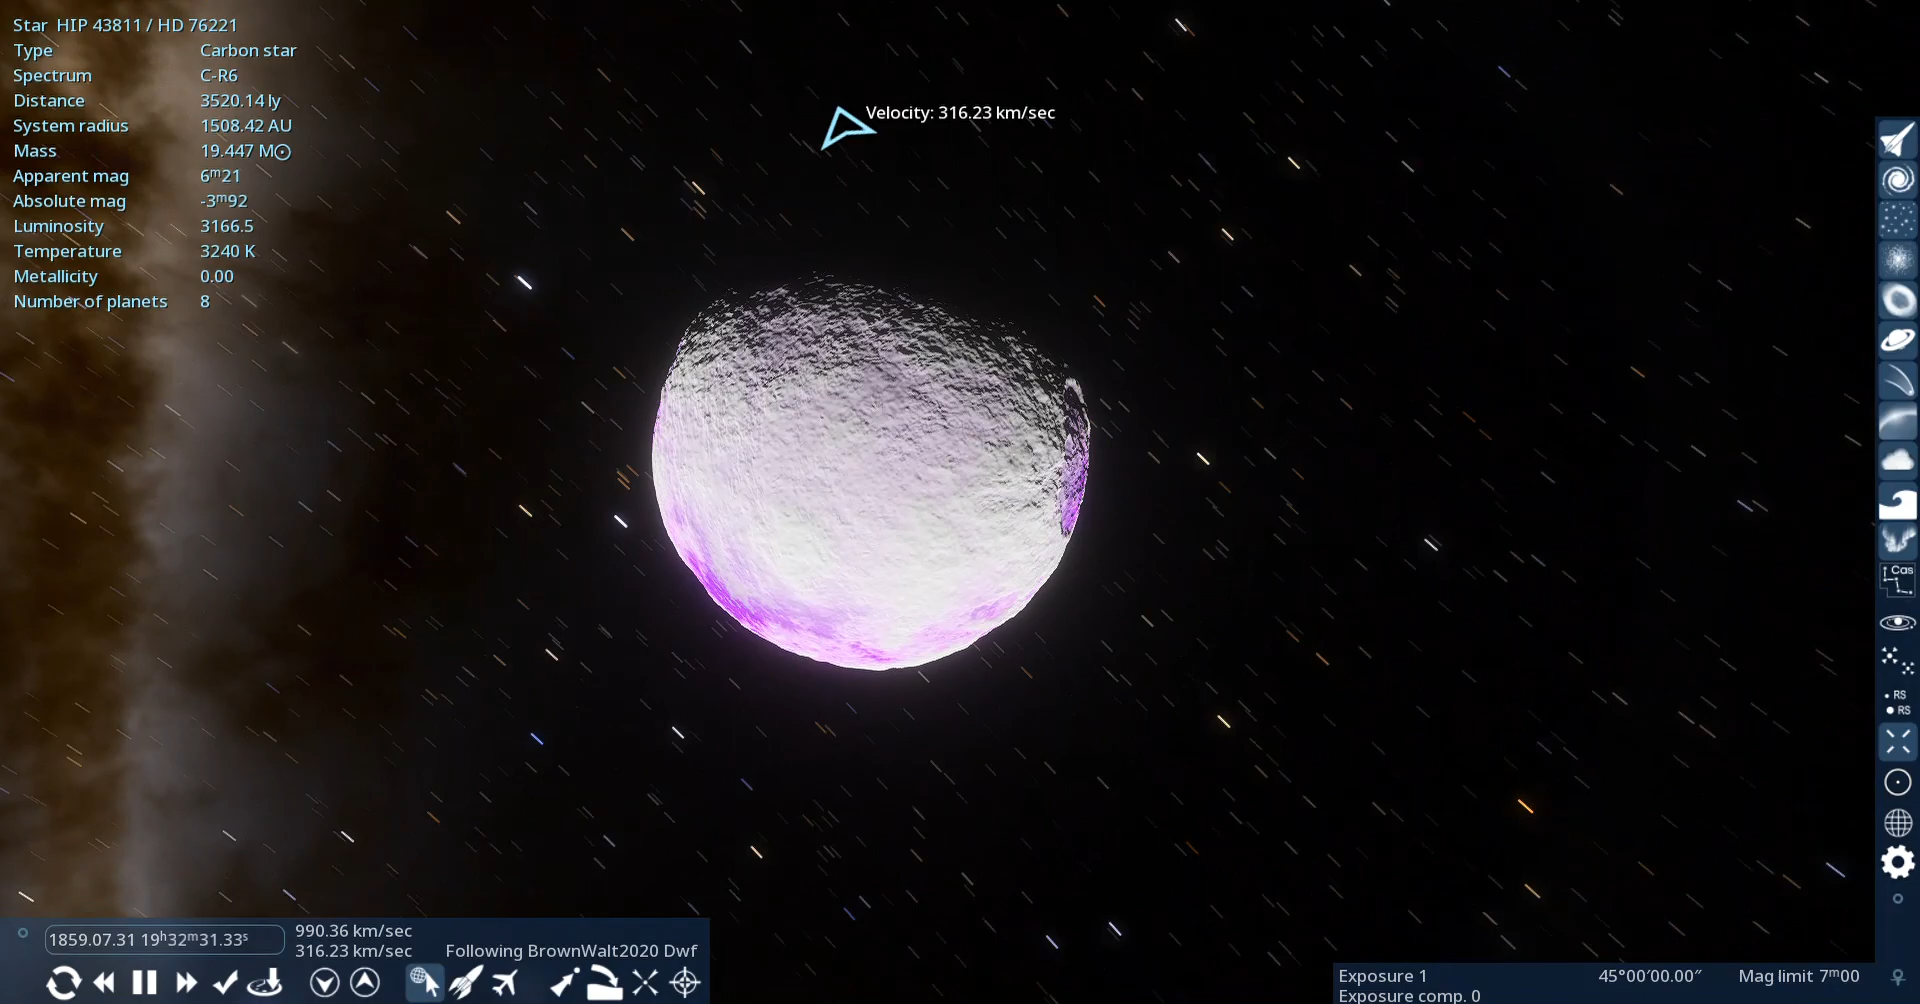 Star HIP 43811 / HD 76221
Type Carbon star
Spectrum C-R6
Distance 3520.14 ly
System radius 1508.42 AU
Mass 19.447 M☉
Apparent mag 6ᵐ21
Absolute mag -3ᵐ92
Luminosity 3166.5
Temperature 3240 K
Metallicity 0.00
Number of planets 8
Velocity: 316.23 km/sec
Cas
RS
RS
1859.07.31 19ʰ32ᵐ31.33ˢ
990.36 km/sec
316.23 km/sec Following BrownWalt2020 Dwf
Exposure 1 45°00′00.00″ Mag limit 7ᵐ00
Exposure comp. 0